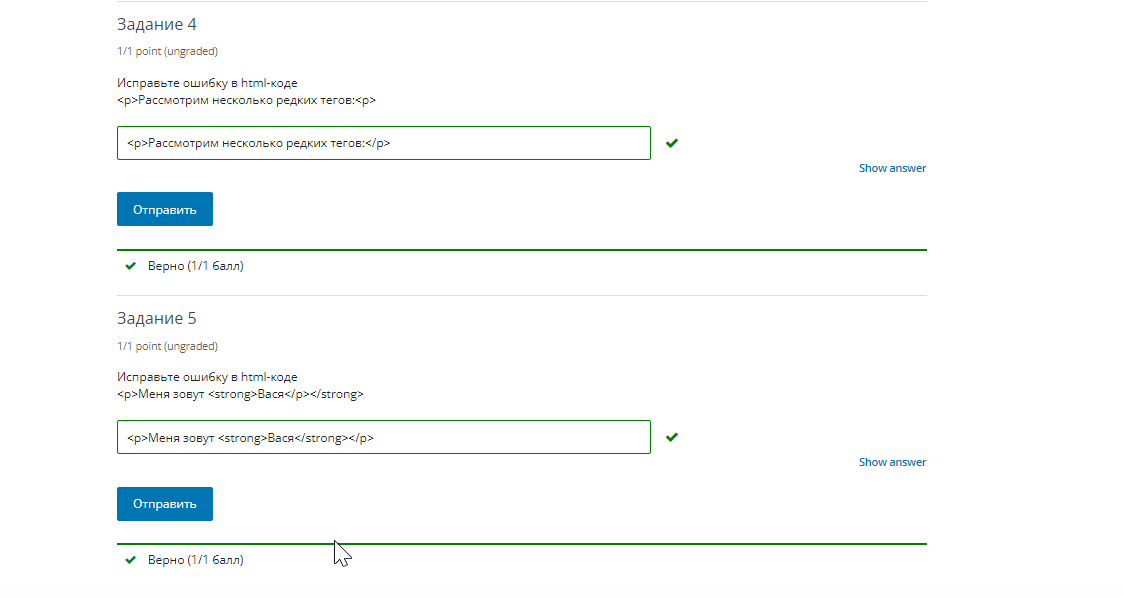 Задание 4
1/1 point (ungraded)
Исправьте ошибку в html-коде
<p>Рассмотрим несколько редких тегов:<p>
<p>Рассмотрим несколько редких тегов:</p>
Show answer
Отправить
Верно (1/1 балл)
Задание 5
1/1 point (ungraded)
Исправьте ошибку в html-коде
<p>Меня зовут <strong>Вася</p></strong>
<p>Меня зовут <strong>Вася</strong></p>
Show answer
Отправить
Верно (1/1 балл)